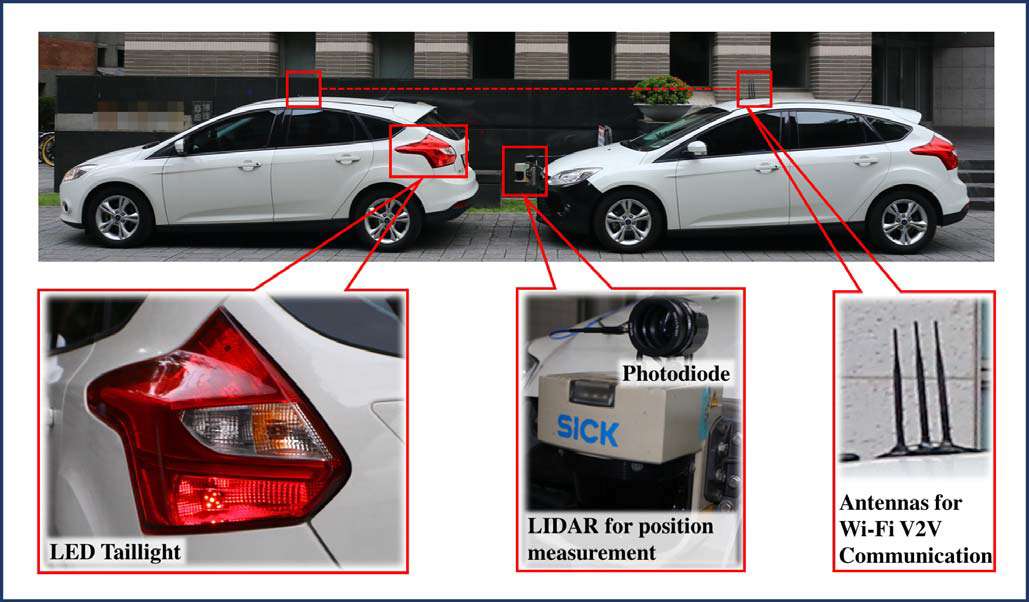 Photodiode
SICK
LED Taillight
LIDAR for position
measurement
Antennas for
Wi-Fi V2V
Communication